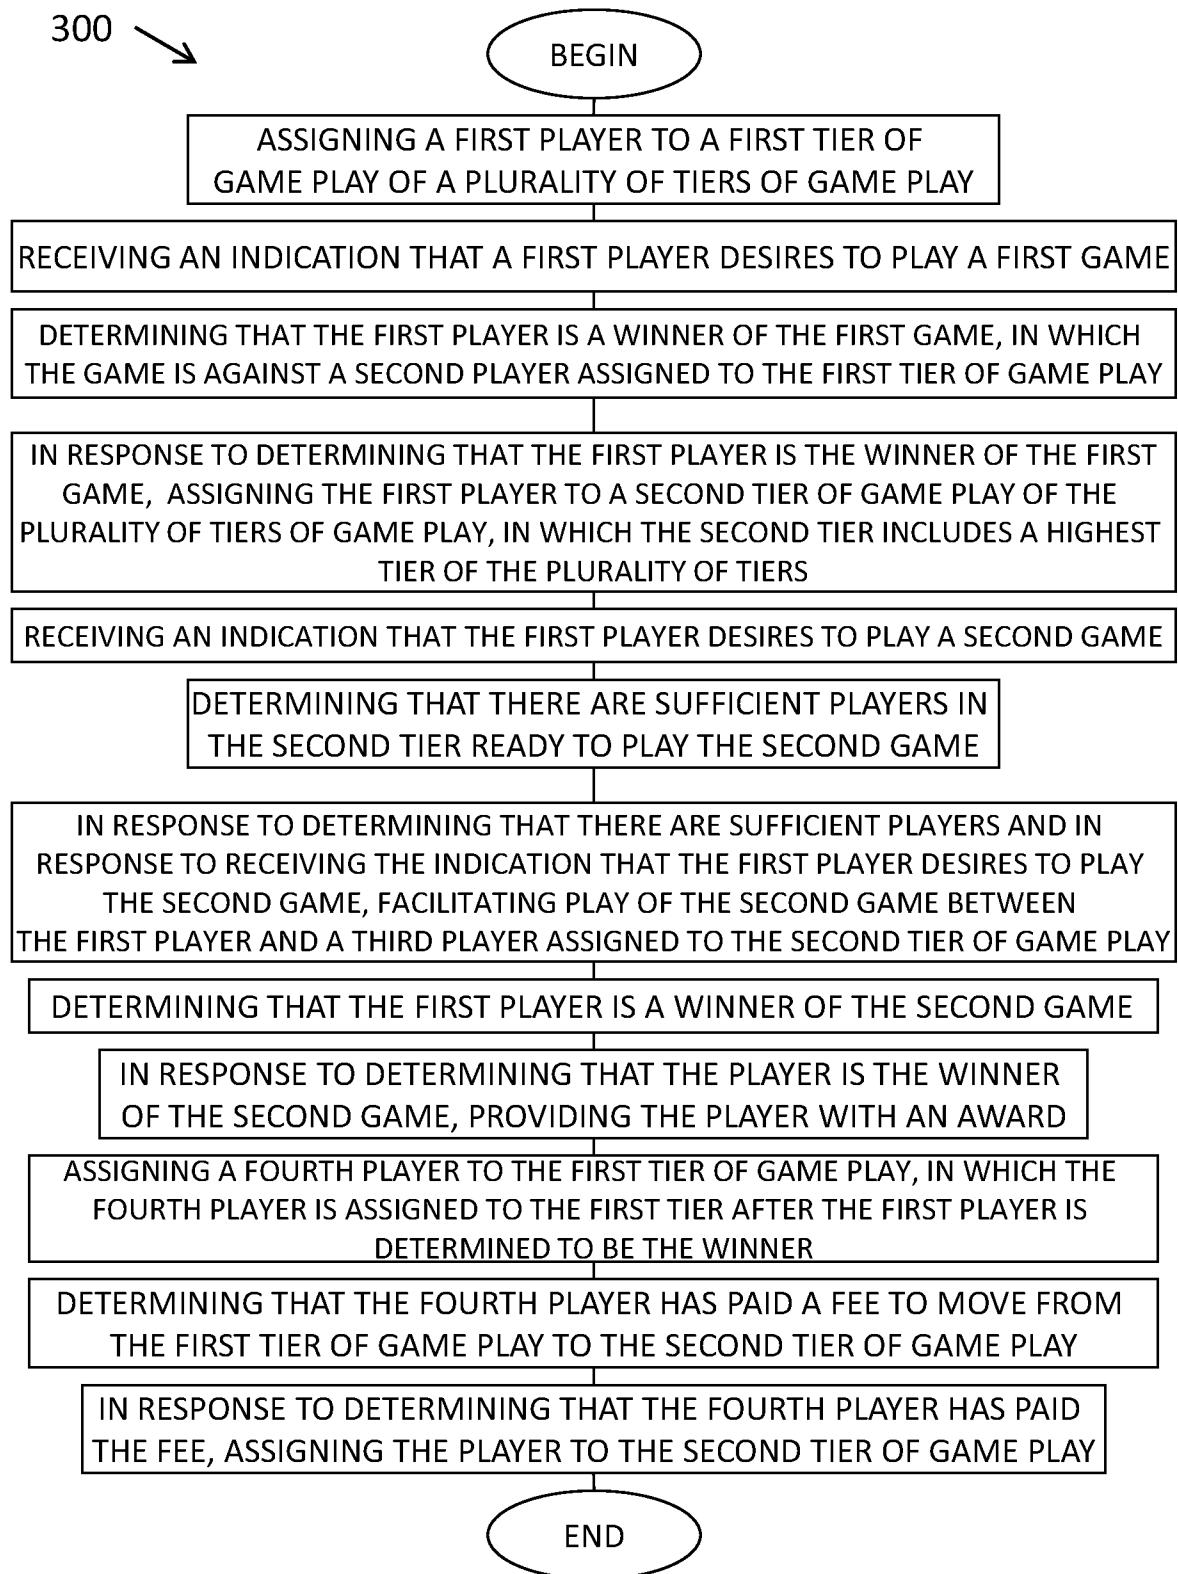 300
BEGIN
ASSIGNING A FIRST PLAYER TO A FIRST TIER OF
GAME PLAY OF A PLURALITY OF TIERS OF GAME PLAY
RECEIVING AN INDICATION THAT A FIRST PLAYER DESIRES TO PLAY A FIRST GAME
DETERMINING THAT THE FIRST PLAYER IS A WINNER OF THE FIRST GAME, IN WHICH
THE GAME IS AGAINST A SECOND PLAYER ASSIGNED TO THE FIRST TIER OF GAME PLAY
IN RESPONSE TO DETERMINING THAT THE FIRST PLAYER IS THE WINNER OF THE FIRST
GAME, ASSIGNING THE FIRST PLAYER TO A SECOND TIER OF GAME PLAY OF THE
PLURALITY OF TIERS OF GAME PLAY, IN WHICH THE SECOND TIER INCLUDES A HIGHEST
TIER OF THE PLURALITY OF TIERS
RECEIVING AN INDICATION THAT THE FIRST PLAYER DESIRES TO PLAY A SECOND GAME
DETERMINING THAT THERE ARE SUFFICIENT PLAYERS IN
THE SECOND TIER READY TO PLAY THE SECOND GAME
IN RESPONSE TO DETERMINING THAT THERE ARE SUFFICIENT PLAYERS AND IN
RESPONSE TO RECEIVING THE INDICATION THAT THE FIRST PLAYER DESIRES TO PLAY
THE SECOND GAME, FACILITATING PLAY OF THE SECOND GAME BETWEEN
THE FIRST PLAYER AND A THIRD PLAYER ASSIGNED TO THE SECOND TIER OF GAME PLAY
DETERMINING THAT THE FIRST PLAYER IS A WINNER OF THE SECOND GAME
IN RESPONSE TO DETERMINING THAT THE PLAYER IS THE WINNER
OF THE SECOND GAME, PROVIDING THE PLAYER WITH AN AWARD
ASSIGNING A FOURTH PLAYER TO THE FIRST TIER OF GAME PLAY, IN WHICH THE
FOURTH PLAYER IS ASSIGNED TO THE FIRST TIER AFTER THE FIRST PLAYER IS
DETERMINED TO BE THE WINNER
DETERMINING THAT THE FOURTH PLAYER HAS PAID A FEE TO MOVE FROM
THE FIRST TIER OF GAME PLAY TO THE SECOND TIER OF GAME PLAY
IN RESPONSE TO DETERMINING THAT THE FOURTH PLAYER HAS PAID
THE FEE, ASSIGNING THE PLAYER TO THE SECOND TIER OF GAME PLAY
END